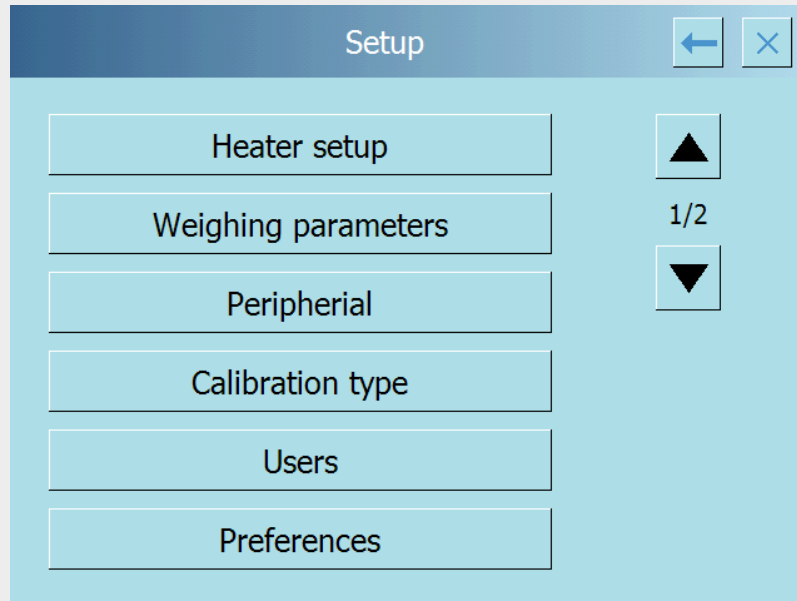 Setup
Heater setup
Weighing parameters
1/2
Peripherial
Calibration type
Users
Preferences